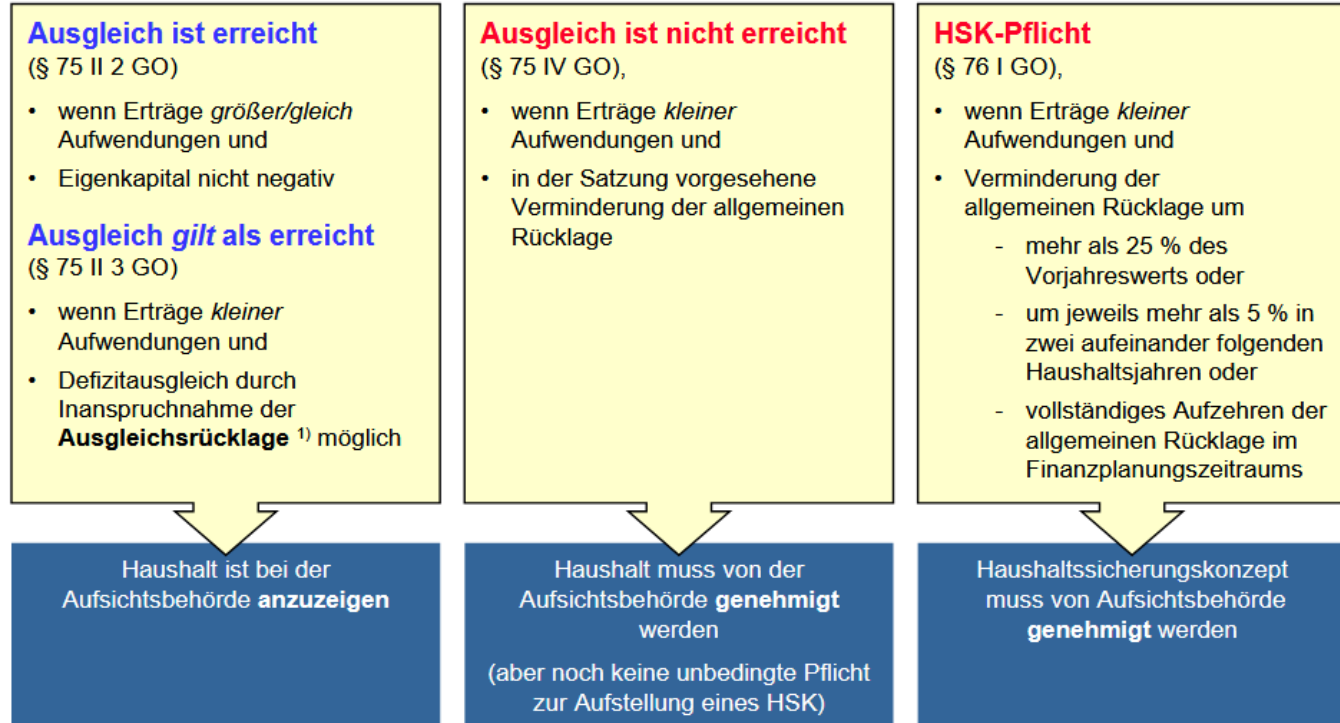 Ausgleich ist erreicht
(§ 75 II 2 GO)
• wenn Erträge größer/gleich
Aufwendungen und
• Eigenkapital nicht negativ
Ausgleich gilt als erreicht
(§ 75 II 3 GO)
• wenn Erträge kleiner
Aufwendungen und
• Defizitausgleich durch
Inanspruchnahme der
Ausgleichsrücklage 1) möglich
Haushalt ist bei der
Aufsichtsbehörde anzuzeigen
Ausgleich ist nicht erreicht
(§ 75 IV GO),
• wenn Erträge kleiner
Aufwendungen und
• in der Satzung vorgesehene
Verminderung der allgemeinen
Rücklage
Haushalt muss von der
Aufsichtsbehörde genehmigt
werden
(aber noch keine unbedingte Pflicht
zur Aufstellung eines HSK)
HSK-Pflicht
(§ 76 I GO),
• wenn Erträge kleiner
Aufwendungen und
• Verminderung der
allgemeinen Rücklage um
- mehr als 25 % des
Vorjahreswerts oder
- um jeweils mehr als 5 % in
zwei aufeinander folgenden
Haushaltsjahren oder
- vollständiges Aufzehren der
allgemeinen Rücklage im
Finanzplanungszeitraums
Haushaltssicherungskonzept
muss von Aufsichtsbehörde
genehmigt werden